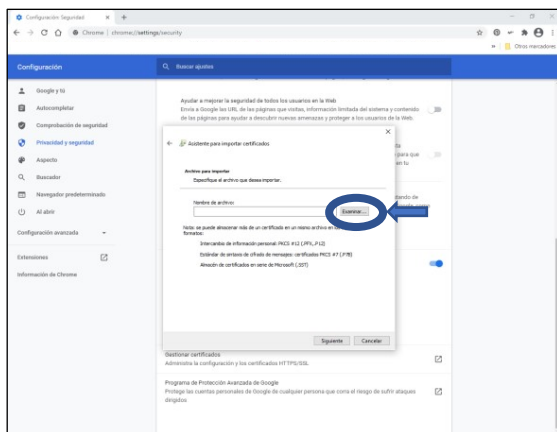 Configuración: Seguridad
Chrome | chrome://settings/security
Otros marcadores
Configuración
Buscar ajustes
Google y tú
Autocompletar
Comprobación de seguridad
Privacidad y seguridad
Aspecto
Buscador
Navegador predeterminado
Al abrir
Configuración avanzada
Extensiones
Información de Chrome
Ayudar a mejorar la seguridad de todos los usuarios en la Web
Envía a Google las URL de las páginas que visitas, información limitada del sistema y contenido
de las páginas para ayudar a descubrir nuevas amenazas y proteger a los usuarios de la Web.
para que
en tu
Asistente para importar certificados
Archivo para importar
Especifique el archivo que desea importar.
Nombre de archivo:
Examinar...
Nota: se puede almacenar más de un certificado en un mismo archivo en los
formatos:
Intercambio de información personal: PKCS #12 (.PFX,.P12)
Estándar de sintaxis de cifrado de mensajes: certificados PKCS #7 (.P7B)
Almacén de certificados en serie de Microsoft (.SST)
Siguiente Cancelar
Gestionar certificados
Administra la configuración y los certificados HTTPS/SSL
Programa de Protección Avanzada de Google
Protege las cuentas personales de Google de cualquier persona que corra el riesgo de sufrir ataques
dirigidos